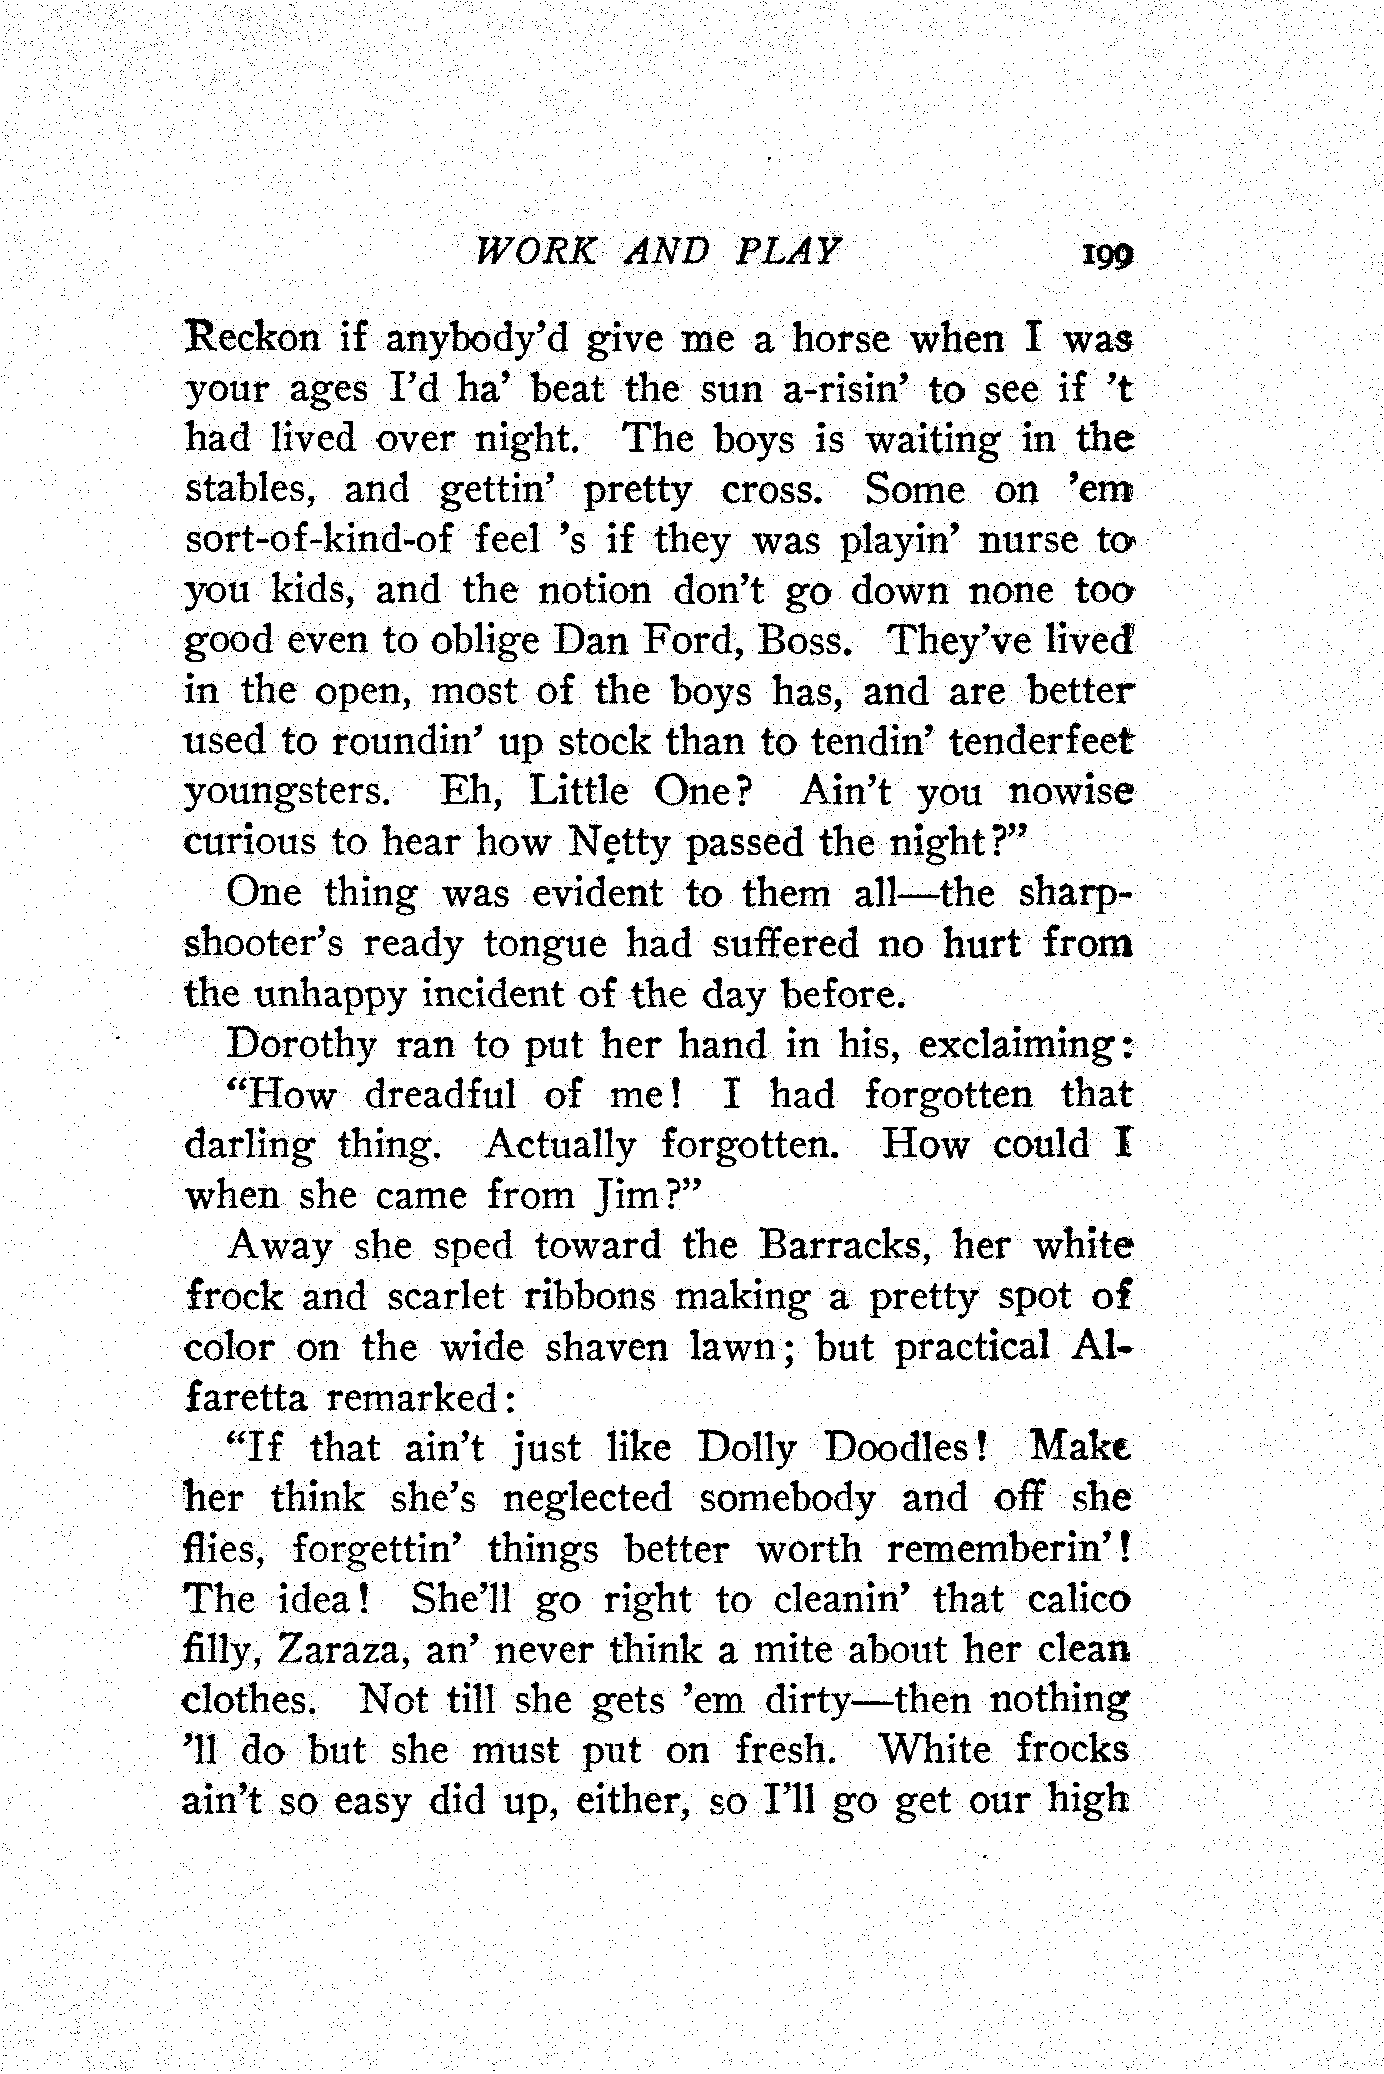 WORK AND PLAY 199
Reckon if anybody'd give me a horse when I was
your ages I'd ha' beat the sun a-risin' to see if 't
had lived over night. The boys is waiting in the
stables, and gettin' pretty cross. Some on 'em
sort-of-kind-of feel 's if they was playin' nurse to
you kids, and the notion don't go down none too
good even to oblige Dan Ford, Boss. They've lived
in the open, most of the boys has, and are better
used to roundin' up stock than to tendin' tenderfeet
youngsters. Eh, Little One? Ain't you nowise
curious to hear how Netty passed the night?"
One thing was evident to them all—the sharp-
shooter's ready tongue had suffered no hurt from
the unhappy incident of the day before.
Dorothy ran to put her hand in his, exclaiming:
"How dreadful of me! I had forgotten that
darling thing. Actually forgotten. How could I
when she came from Jim?"
Away she sped toward the Barracks, her white
frock and scarlet ribbons making a pretty spot of
color on the wide shaven lawn; but practical Al-
faretta remarked:
"If that ain't just like Dolly Doodles! Make
her think she's neglected somebody and off she
flies, forgettin' things better worth rememberin'!
The idea! She'll go right to cleanin' that calico
filly, Zaraza, an' never think a mite about her clean
clothes. Not till she gets 'em dirty—then nothing
'll do but she must put on fresh. White frocks
ain't so easy did up, either, so I'll go get our high